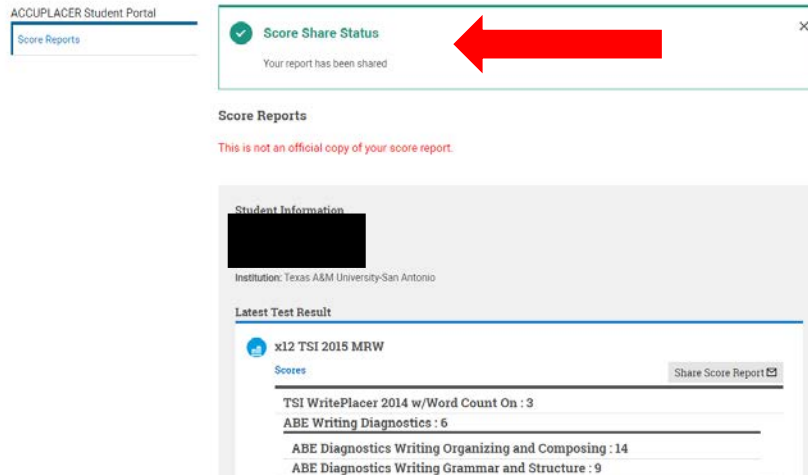 ACCUPLACER Student Portal
Score Reports
Score Share Status
Your report has been shared
Score Reports
This is not an official copy of your score report.
Student Information
Institution: Texas A&M University-San Antonio
Latest Test Result
x12 TSI 2015 MRW
Scores
Share Score Report
TSI WritePlacer 2014 w/Word Count On : 3
ABE Writing Diagnostics : 6
ABE Diagnostics Writing Organizing and Composing : 14
ABE Diagnostics Writing Grammar and Structure : 9